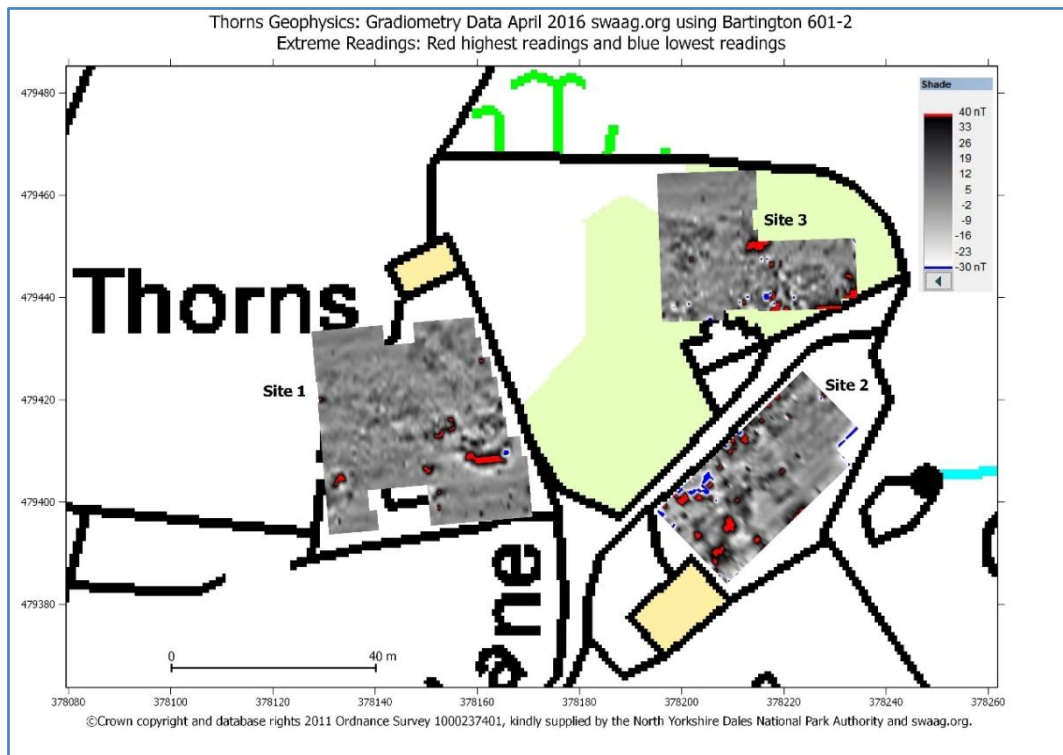 Thorns Geophysics: Gradiometry Data April 2016 swaag.org using Bartington 601-2
Extreme Readings: Red highest readings and blue lowest readings
479480
479460
479440
479420
479400
479380
Shade
40 nT
33
26
19
12
5
-2
-9
-16
-23
-30 nT
Site 3
Thorns
Site 1
Site 2
one
0 40 m
378080 378100 378120 378140 378160 378180 378200 378220 378240 378260
©Crown copyright and database rights 2011 Ordnance Survey 1000237401, kindly supplied by the North Yorkshire Dales National Park Authority and swaag.org.